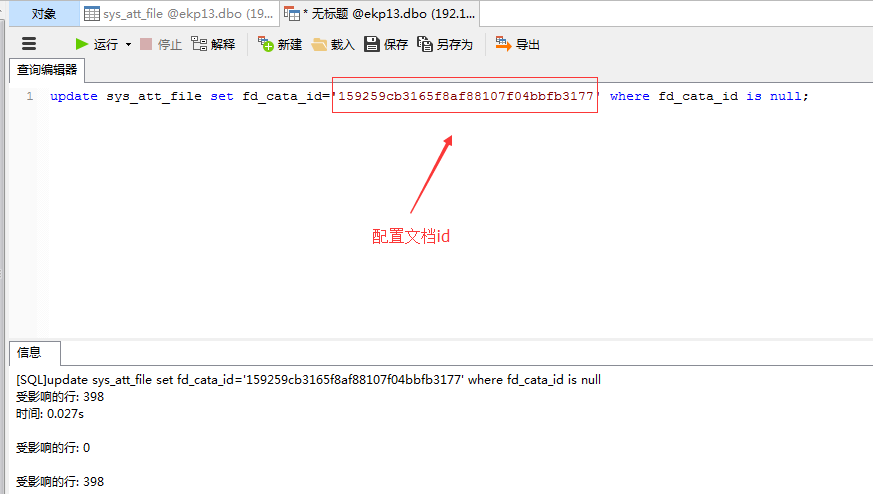 对象 sys_att_file @ekp13.dbo (19... * 无标题 @ekp13.dbo (192.1...
运行 停止 解释 新建 载入 保存 另存为 导出
查询编辑器
1 update sys_att_file set fd_cata_id='159259cb3165f8af88107f04bbfb3177' where fd_cata_id is null;
配置文档id
信息
[SQL]update sys_att_file set fd_cata_id='159259cb3165f8af88107f04bbfb3177' where fd_cata_id is null
受影响的行: 398
时间: 0.027s
受影响的行: 0
受影响的行: 398